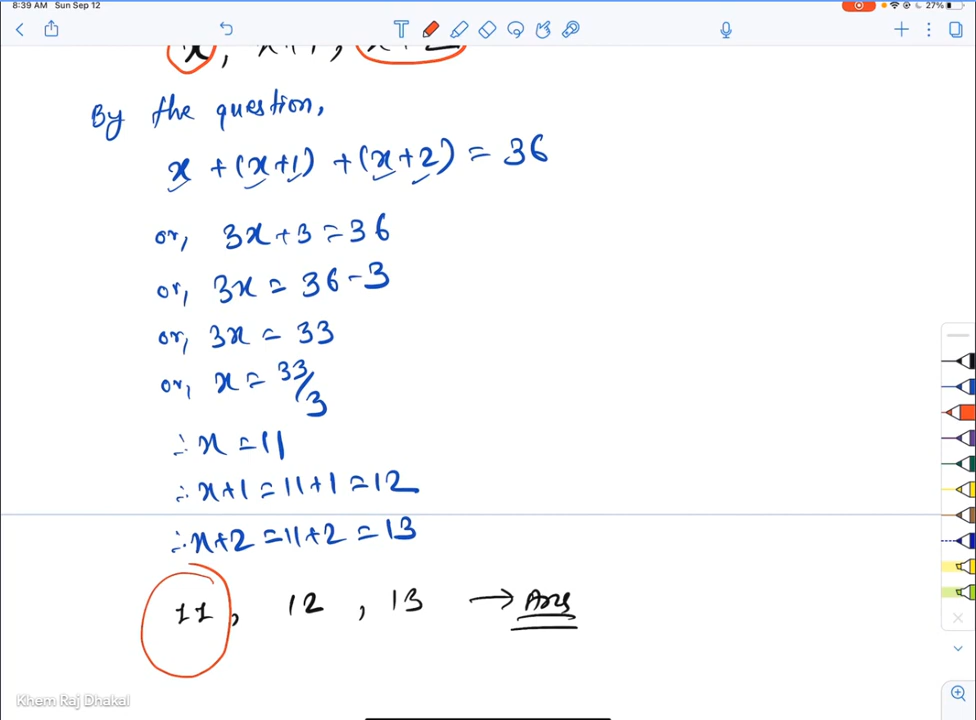 8:39 AM Sun Sep 12 27%
x, x+1, x+2
By the question,
x + (x+1) + (x+2) = 36
or, 3x + 3 = 36
or, 3x = 36 - 3
or, 3x = 33
or, x = 33/3
∴ x = 11
∴ x+1 = 11+1 = 12
∴ x+2 = 11+2 = 13
11, 12, 13 → Ans
Khem Raj Dhakal